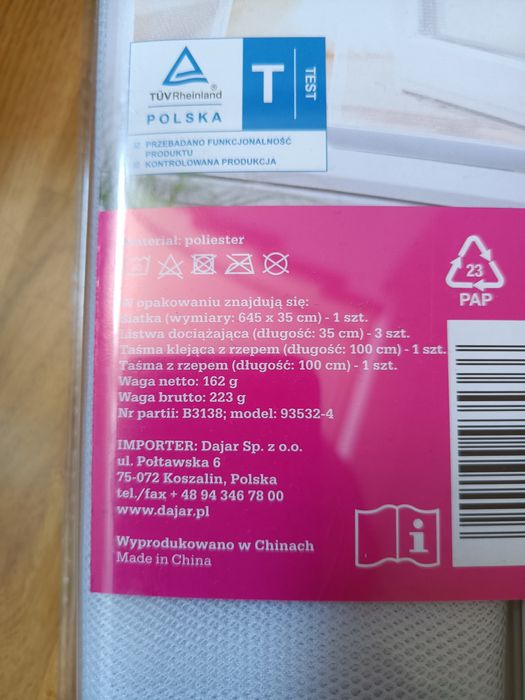 TÜVRheinland®
POLSKA
T
TEST
PRZEBADANO FUNKCJONALNOŚĆ
PRODUKTU
KONTROLOWANA PRODUKCJA
Materiał: poliester
23
PAP
W opakowaniu znajdują się:
Siatka (wymiary: 645 x 35 cm) - 1 szt.
Listwa dociążająca (długość: 35 cm) - 3 szt.
Taśma klejąca z rzepem (długość: 100 cm) - 1 szt.
Taśma z rzepem (długość: 100 cm) - 1 szt.
Waga netto: 162 g
Waga brutto: 223 g
Nr partii: B3138; model: 93532-4
IMPORTER: Dajar Sp. z o.o.
ul. Połtawska 6
75-072 Koszalin, Polska
tel./fax + 48 94 346 78 00
www.dajar.pl
Wyprodukowano w Chinach
Made in China
i